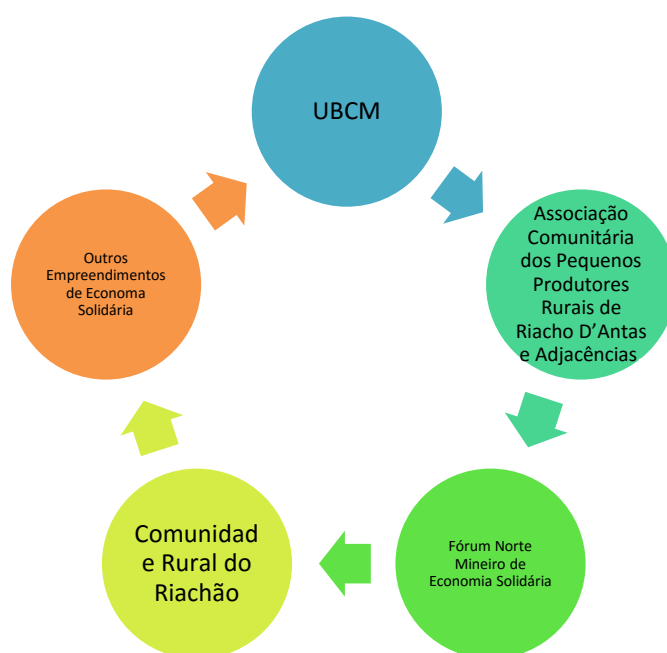 UBCM
Associação
Comunitária
dos Pequenos
Produtores
Rurais de
Riacho D’Antas
e Adjacências
Fórum Norte
Mineiro de
Economia Solidária
Comunidad
e Rural do
Riachão
Outros
Empreendimentos
de Economa
Solidária